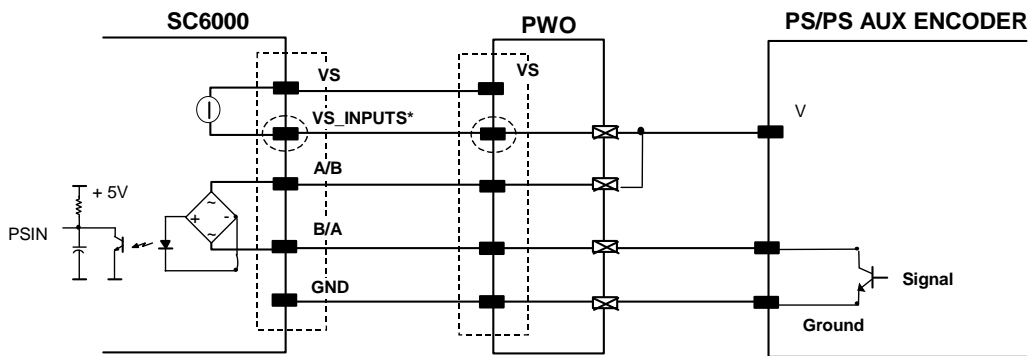 SC6000
PWO
PS/PS AUX ENCODER
VS
VS
VS_INPUTS*
V
A/B
+ 5V
PSIN
+ ~ -
~
B/A
GND
Signal
Ground